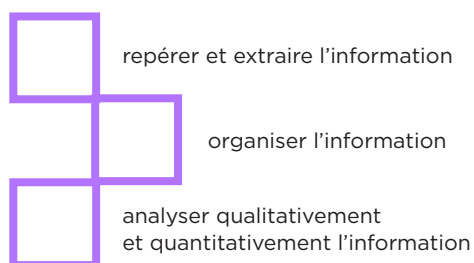 repérer et extraire l’information
organiser l’information
analyser qualitativement
et quantitativement l’information